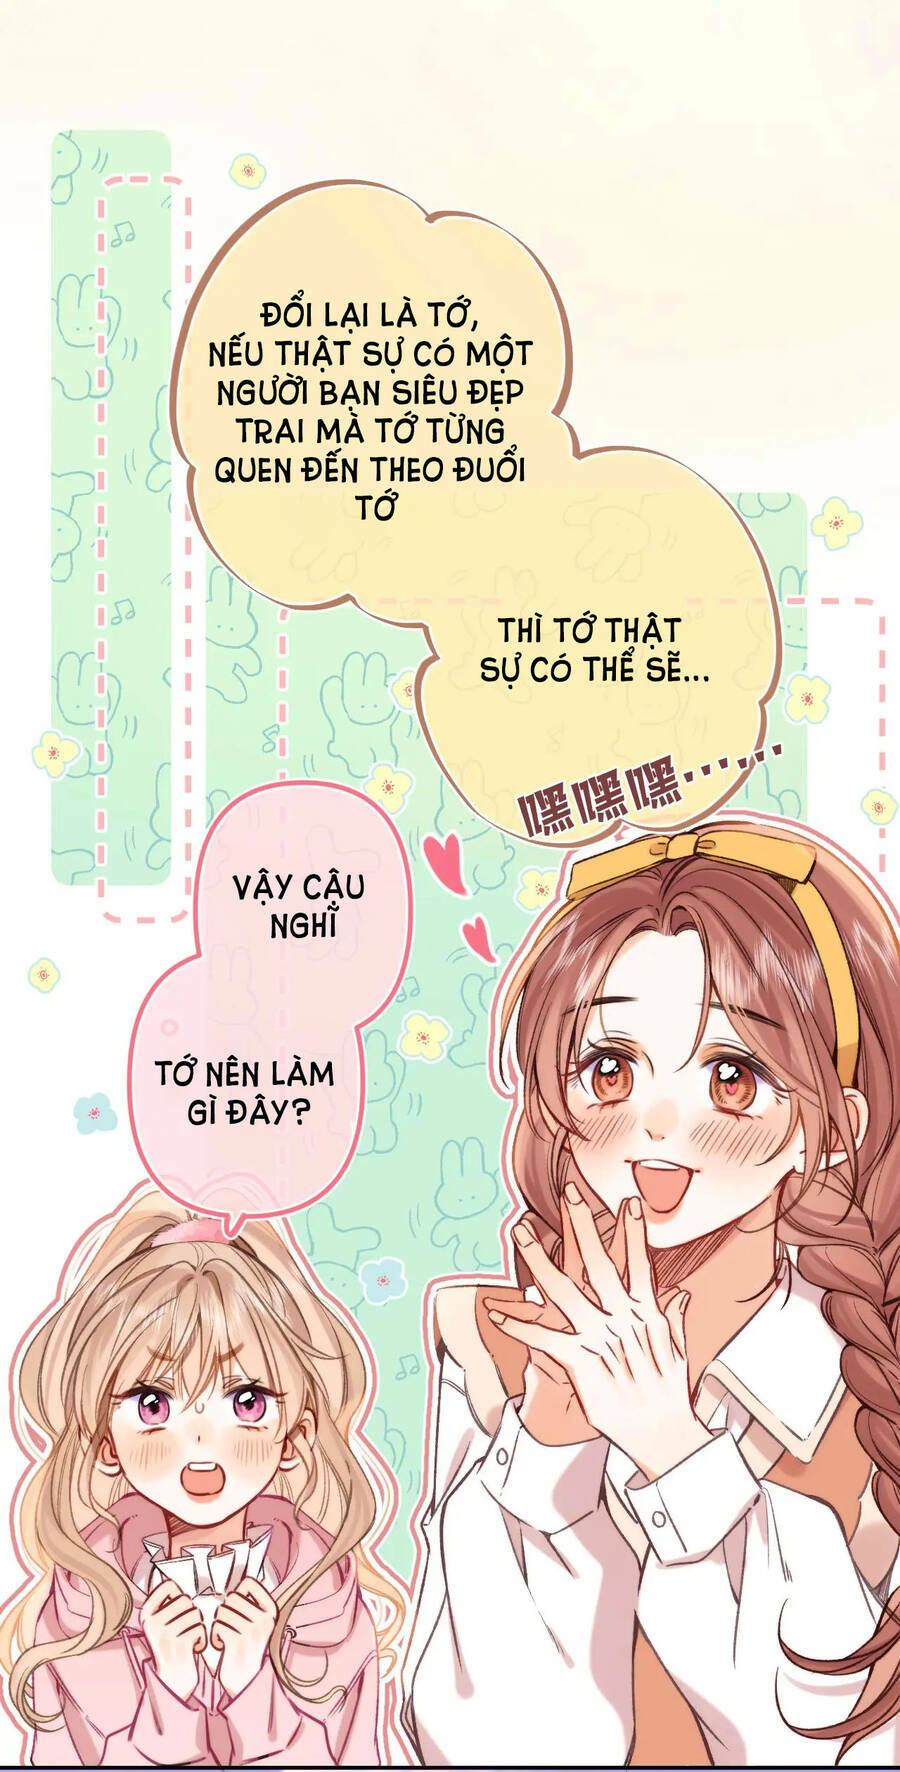 ĐỔI LẠI LÀ TỚ,
NẾU THẬT SỰ CÓ MỘT
NGƯỜI BẠN SIÊU ĐẸP
TRAI MÀ TỚ TỪNG
QUEN ĐẾN THEO ĐUỔI
TỚ
THÌ TỚ THẬT
SỰ CÓ THỂ SẼ...
嘿嘿嘿……
VẬY CẬU
NGHĨ
TỚ NÊN LÀM
GÌ ĐÂY?